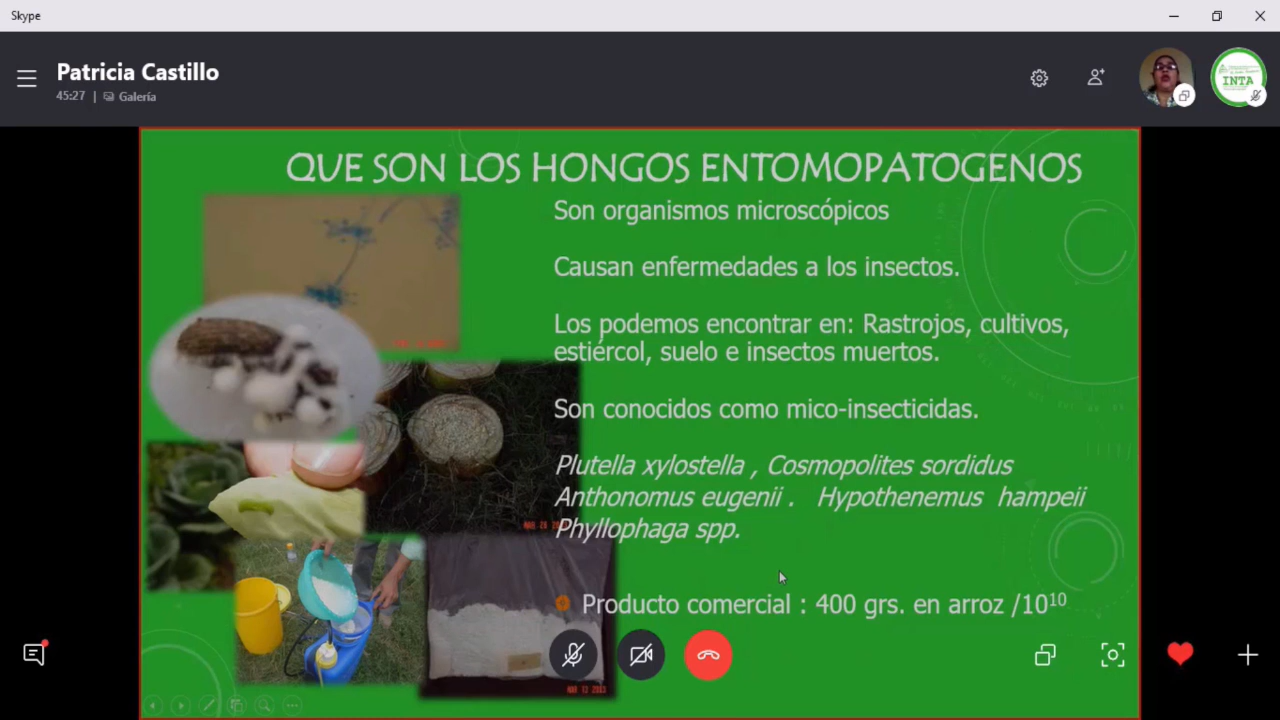 Skype
Patricia Castillo
45:27 | Galería
INTA
QUE SON LOS HONGOS ENTOMOPATOGENOS
Son organismos microscópicos
Causan enfermedades a los insectos.
Los podemos encontrar en: Rastrojos, cultivos,
estiércol, suelo e insectos muertos.
Son conocidos como mico-insecticidas.
Plutella xylostella , Cosmopolites sordidus
Anthonomus eugenii . Hypothenemus hampeii
Phyllophaga spp.
Producto comercial : 400 grs. en arroz /10¹⁰